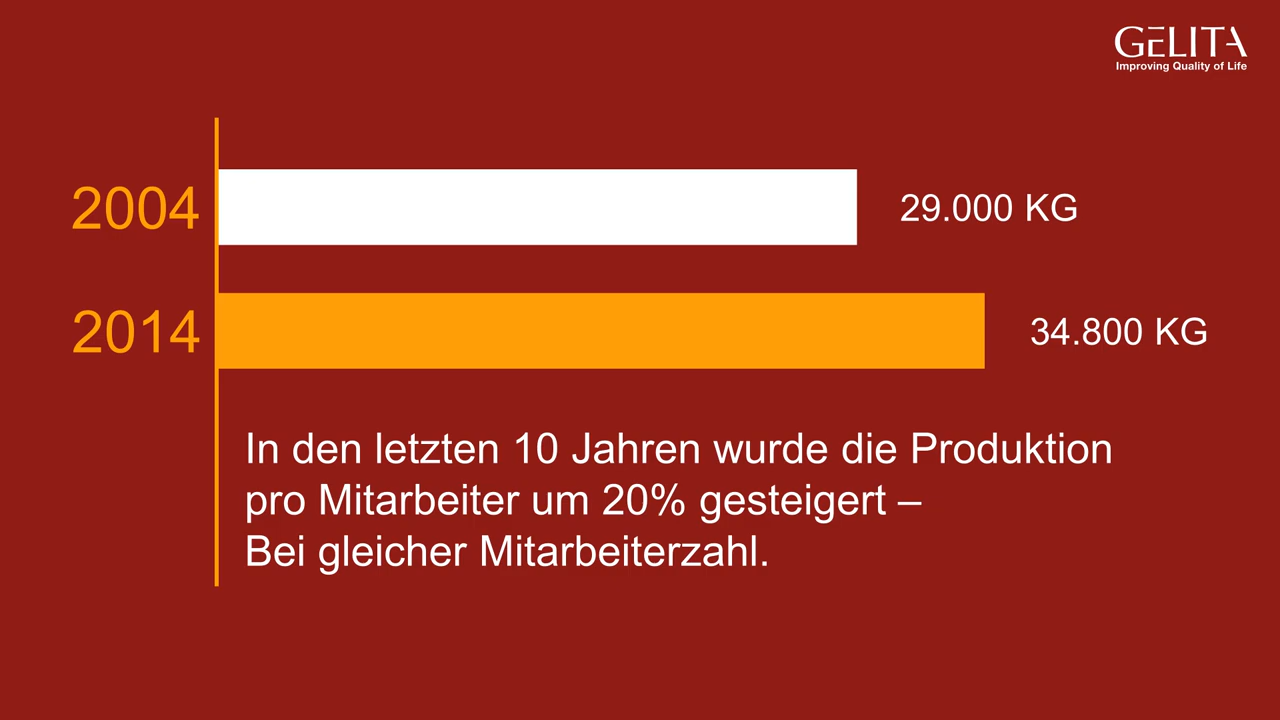 GELITA
Improving Quality of Life
2004
29.000 KG
2014
34.800 KG
In den letzten 10 Jahren wurde die Produktion
pro Mitarbeiter um 20% gesteigert –
Bei gleicher Mitarbeiterzahl.